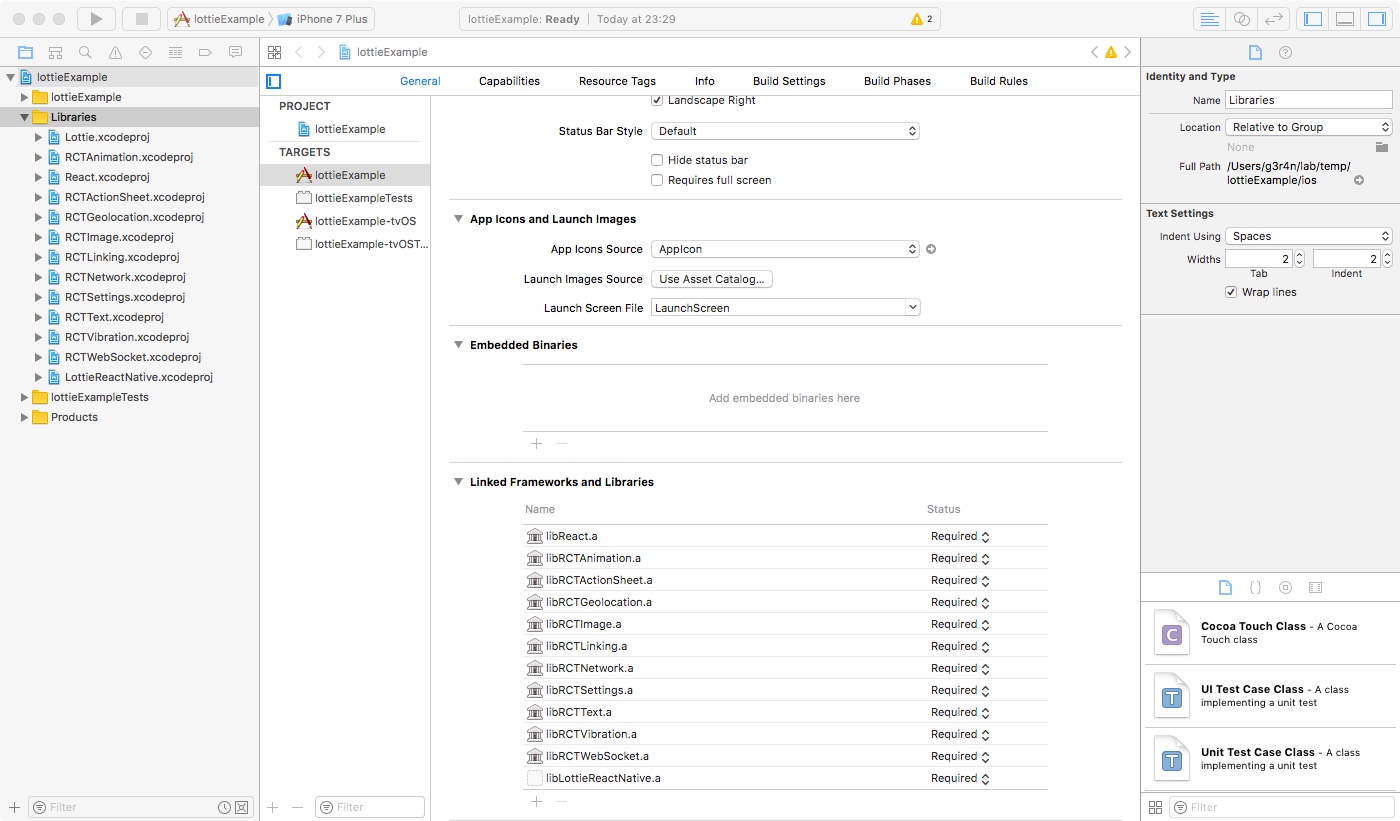 lottieExample
iPhone 7 Plus
lottieExample: Ready | Today at 23:29
2
lottieExample
lottieExample
Libraries
Lottie.xcodeproj
RCTAnimation.xcodeproj
React.xcodeproj
RCTActionSheet.xcodeproj
RCTGeolocation.xcodeproj
RCTImage.xcodeproj
RCTLinking.xcodeproj
RCTNetwork.xcodeproj
RCTSettings.xcodeproj
RCTText.xcodeproj
RCTVibration.xcodeproj
RCTWebSocket.xcodeproj
LottieReactNative.xcodeproj
lottieExampleTests
Products
Filter
lottieExample
General Capabilities Resource Tags Info Build Settings Build Phases Build Rules
PROJECT
lottieExample
TARGETS
lottieExample
lottieExampleTests
lottieExample-tvOS
lottieExample-tvOST...
Filter
Landscape Right
Status Bar Style Default
Hide status bar
Requires full screen
App Icons and Launch Images
App Icons Source AppIcon
Launch Images Source Use Asset Catalog...
Launch Screen File LaunchScreen
Embedded Binaries
Add embedded binaries here
Linked Frameworks and Libraries
Name Status
libReact.a Required
libRCTAnimation.a Required
libRCTActionSheet.a Required
libRCTGeolocation.a Required
libRCTImage.a Required
libRCTLinking.a Required
libRCTNetwork.a Required
libRCTSettings.a Required
libRCTText.a Required
libRCTVibration.a Required
libRCTWebSocket.a Required
libLottieReactNative.a Required
Identity and Type
Name Libraries
Location Relative to Group
None
Full Path /Users/g3r4n/lab/temp/
lottieExample/ios
Text Settings
Indent Using Spaces
Widths 2 2
Tab Indent
Wrap lines
{}
C
Cocoa Touch Class - A Cocoa
Touch class
T
UI Test Case Class - A class
implementing a unit test
T
Unit Test Case Class - A class
implementing a unit test
Filter